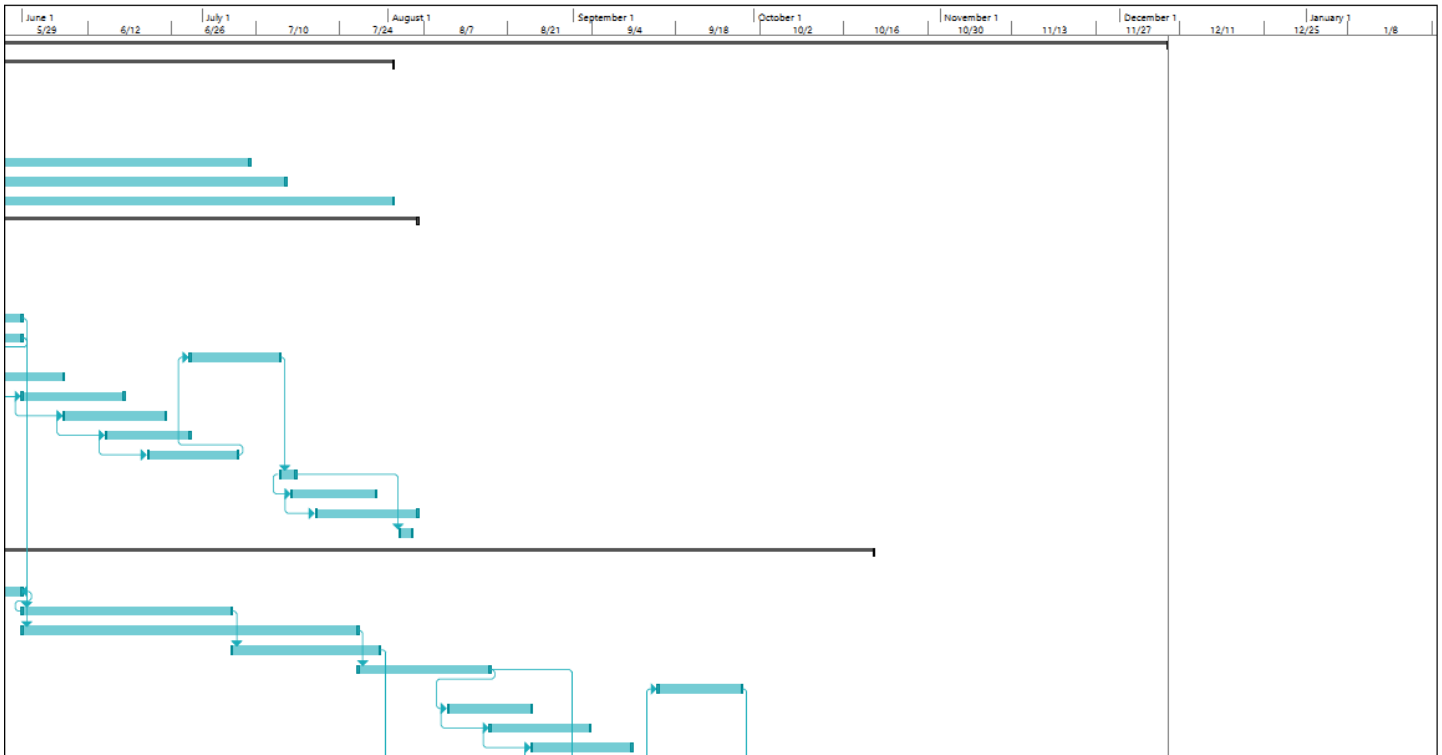 June 1 July 1 August 1 September 1 October 1 November 1 December 1 January 1
5/29 6/12 6/26 7/10 7/24 8/7 8/21 9/4 9/18 10/2 10/16 10/30 11/13 11/27 12/11 12/25 1/8